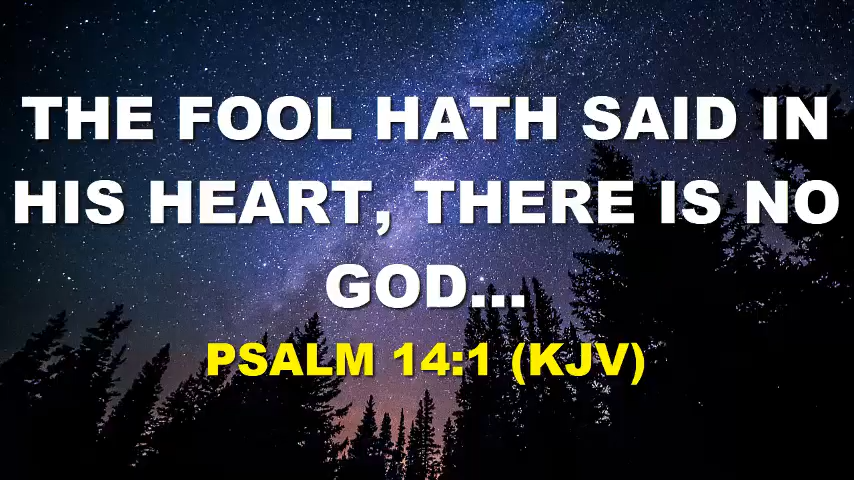 THE FOOL HATH SAID IN
HIS HEART, THERE IS NO
GOD...
PSALM 14:1 (KJV)